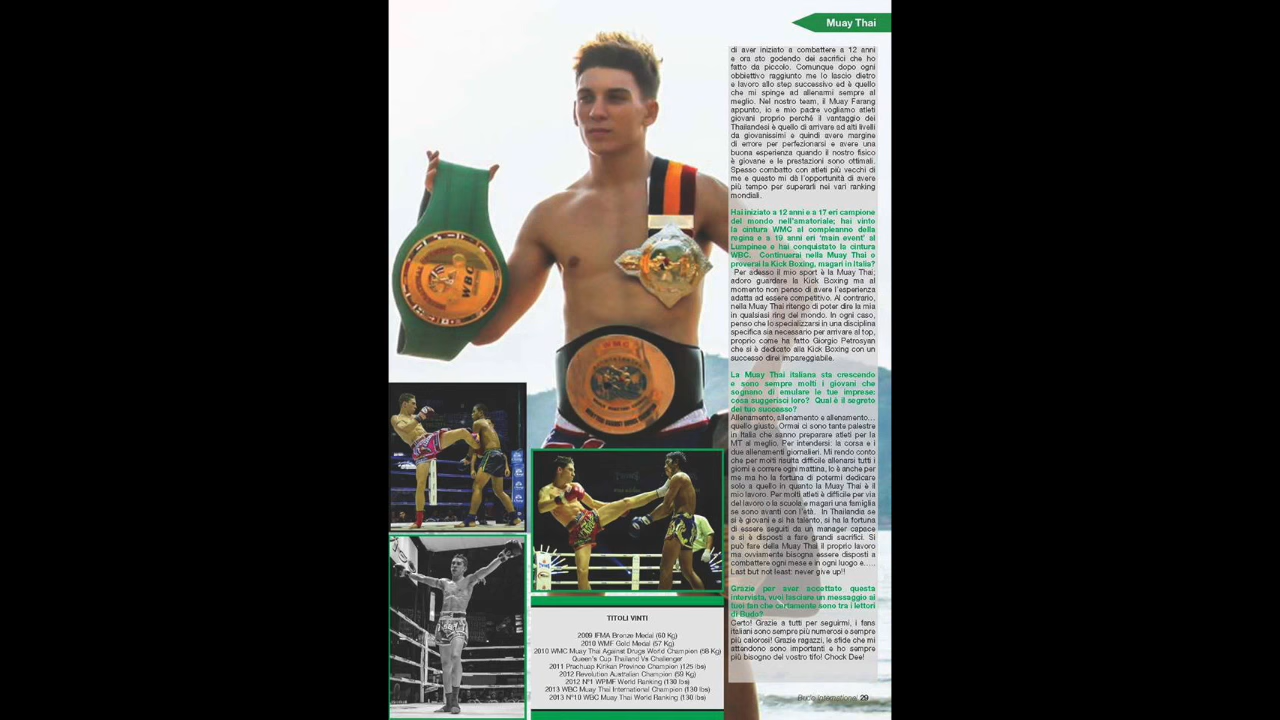 Muay Thai
di aver iniziato a combattere a 12 anni
e ora sto godendo dei sacrifici che ho
fatto da piccolo. Comunque dopo ogni
obbiettivo raggiunto me lo lascio dietro
e lavoro allo step successivo ed è quello
che mi spinge ad allenarmi sempre al
meglio. Nel nostro team, il Muay Farang
appunto, io e mio padre vogliamo atleti
giovani proprio perché il vantaggio dei
Thailandesi è quello di arrivare ad alti livelli
da giovanissimi e quindi avere margine
di errore per perfezionarsi e avere una
buona esperienza quando il nostro fisico
è giovane e le prestazioni sono ottimali.
Spesso combatto con atleti più vecchi di
me e questo mi dà l'opportunità di avere
più tempo per superarli nei vari ranking
mondiali.
Hai iniziato a 12 anni e a 17 eri campione
del mondo nell'amatoriale; hai vinto
la cintura WMC al compleanno della
regina e a 19 anni eri 'main event' al
Lumpinee e hai conquistato la cintura
WBC. Continuerai nella Muay Thai o
proverai la Kick Boxing, magari in Italia?
Per adesso il mio sport è la Muay Thai;
adoro guardare la Kick Boxing ma al
momento non penso di avere l'esperienza
adatta ad essere competitivo. Al contrario,
nella Muay Thai ritengo di poter dire la mia
in qualsiasi ring del mondo. In ogni caso,
penso che lo specializzarsi in una disciplina
specifica sia necessario per arrivare al top,
proprio come ha fatto Giorgio Petrosyan
che si è dedicato alla Kick Boxing con un
successo direi impareggiabile.
La Muay Thai italiana sta crescendo
e sono sempre molti i giovani che
sognano di emulare le tue imprese:
cosa suggerisci loro? Qual è il segreto
del tuo successo?
Allenamento, allenamento e allenamento...
quello giusto. Ormai ci sono tante palestre
in Italia che sanno preparare atleti per la
MT al meglio. Per intendersi: la corsa e i
due allenamenti giornalieri. Mi rendo conto
che per molti risulta difficile allenarsi tutti i
giorni e correre ogni mattina, lo è anche per
me ma ho la fortuna di potermi dedicare
solo a quello in quanto la Muay Thai è il
mio lavoro. Per molti atleti è difficile per via
del lavoro o la scuola e magari una famiglia
se sono avanti con l'età. In Thailandia se
si è giovani e si ha talento, si ha la fortuna
di essere seguiti da un manager capace
e si è disposti a fare grandi sacrifici. Si
può fare della Muay Thai il proprio lavoro
ma ovviamente bisogna essere disposti a
combattere ogni mese e in ogni luogo e.....
Last but not least: never give up!!
Grazie per aver accettato questa
intervista, vuoi lasciare un messaggio ai
tuoi fan che certamente sono tra i lettori
di Budo?
Certo! Grazie a tutti per seguirmi, i fans
italiani sono sempre più numerosi e sempre
più calorosi! Grazie ragazzi, le sfide che mi
attendono sono importanti e ho sempre
più bisogno del vostro tifo! Chock Dee!
WBC
WMC
TITOLI VINTI
2009 IFMA Bronze Medal (60 Kg)
2010 WMF Gold Medal (57 Kg)
2010 WMC Muay Thai Against Drugs World Champion (58 Kg)
Queen's Cup Thailand Vs Challenger
2011 Prachuap Kirikan Province Champion (125 lbs)
2012 Revolution Australian Champion (59 Kg)
2012 N°1 WPMF World Ranking (130 lbs)
2013 WBC Muay Thai International Champion (130 lbs)
2013 N°10 WBC Muay Thai World Ranking (130 lbs)
Budo International 29